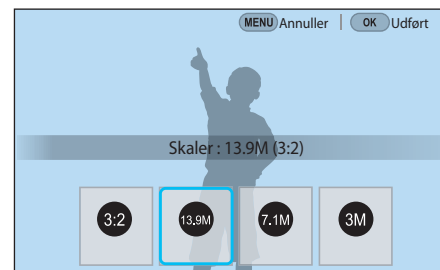 MENU Annuller | OK Udført
Skaler : 13.9M (3:2)
3:2 13.9M 7.1M 3M